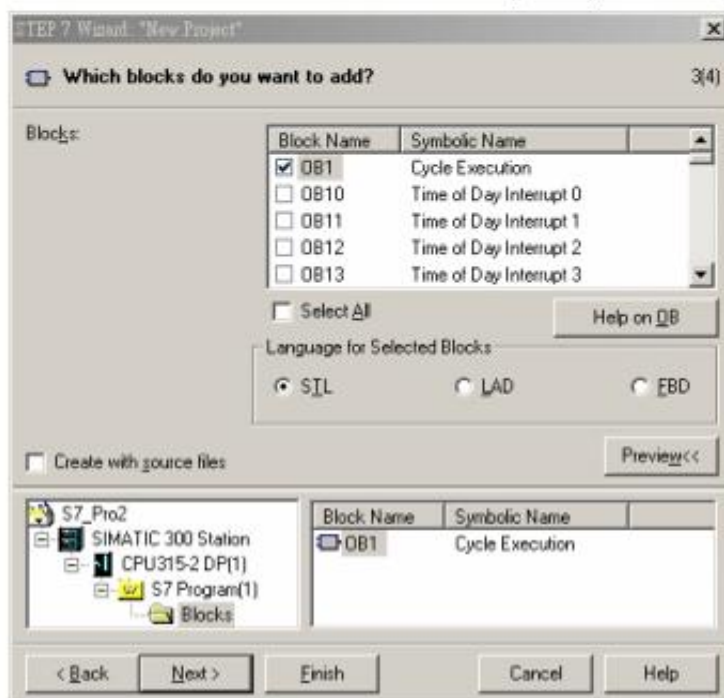 STEP 7 Wizard: "New Project"
Which blocks do you want to add? 3(4)
Blocks:
Block Name Symbolic Name
OB1 Cycle Execution
OB10 Time of Day Interrupt 0
OB11 Time of Day Interrupt 1
OB12 Time of Day Interrupt 2
OB13 Time of Day Interrupt 3
Select All
Help on OB
Language for Selected Blocks
STL LAD FBD
Create with source files
Preview<<
S7_Pro2
SIMATIC 300 Station
CPU315-2 DP(1)
S7 Program(1)
Blocks
Block Name Symbolic Name
OB1 Cycle Execution
< Back Next > Finish Cancel Help